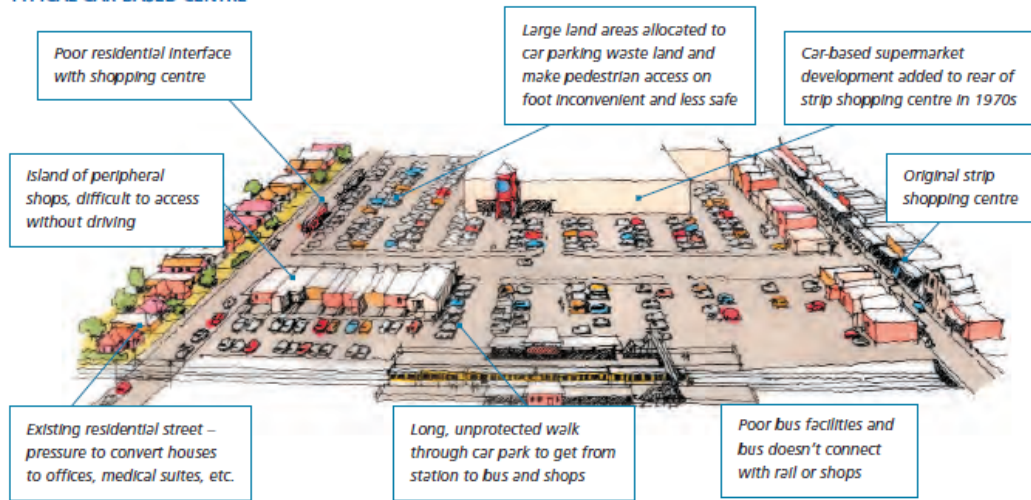 TYPICAL CAR-BASED CENTRE
Poor residential interface
with shopping centre
Large land areas allocated to
car parking waste land and
make pedestrian access on
foot inconvenient and less safe
Car-based supermarket
development added to rear of
strip shopping centre in 1970s
Island of peripheral
shops, difficult to access
without driving
Original strip
shopping centre
Existing residential street –
pressure to convert houses
to offices, medical suites, etc.
Long, unprotected walk
through car park to get from
station to bus and shops
Poor bus facilities and
bus doesn't connect
with rail or shops